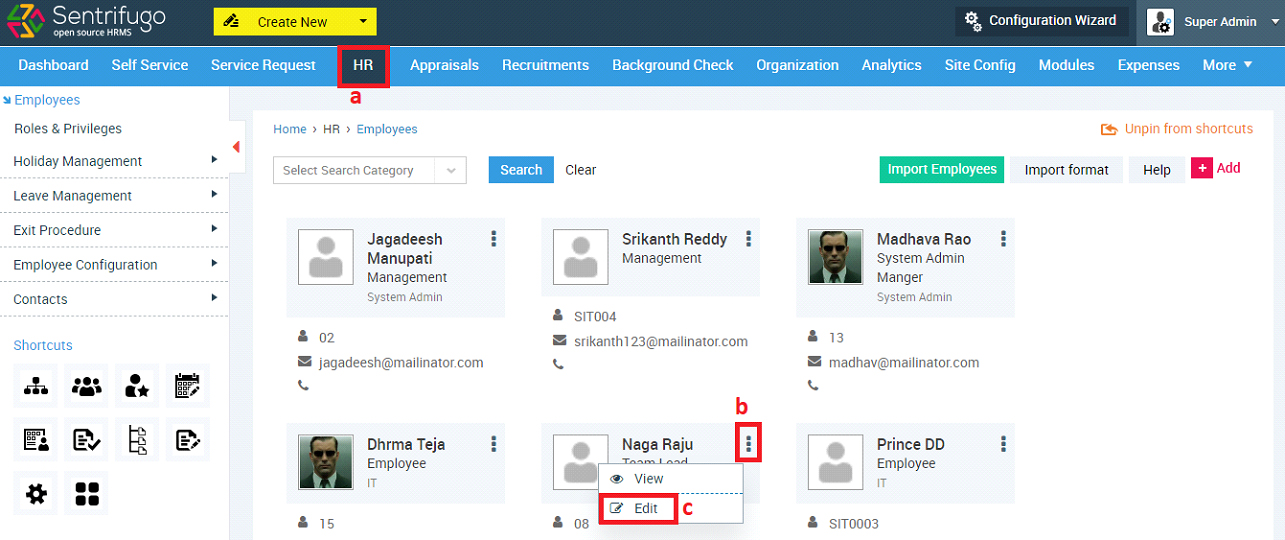 Sentrifugo
open source HRMS
Create New
Configuration Wizard
Super Admin
Dashboard Self Service Service Request HR Appraisals Recruitments Background Check Organization Analytics Site Config Modules Expenses More
a
Employees
Roles & Privileges
Holiday Management
Leave Management
Exit Procedure
Employee Configuration
Contacts
Shortcuts
Home › HR › Employees
Unpin from shortcuts
Select Search Category Search Clear
Import Employees Import format Help + Add
Jagadeesh
Manupati
Management
System Admin
02
jagadeesh@mailinator.com
Srikanth Reddy
Management
SIT004
srikanth123@mailinator.com
Madhava Rao
System Admin
Manger
System Admin
13
madhav@mailinator.com
Dhrma Teja
Employee
IT
15
b
Naga Raju
Team Lead
View
Edit
c
08
Prince DD
Employee
IT
SIT0003